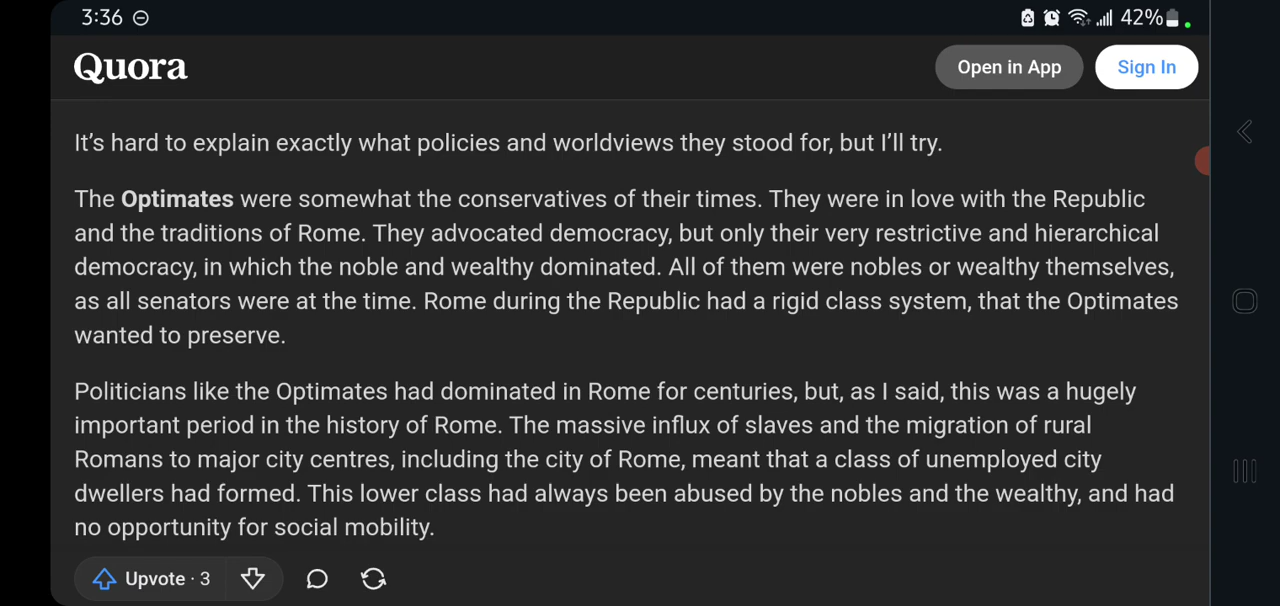 3:36 42%
Quora Open in App Sign In
It’s hard to explain exactly what policies and worldviews they stood for, but I’ll try.
The Optimates were somewhat the conservatives of their times. They were in love with the Republic
and the traditions of Rome. They advocated democracy, but only their very restrictive and hierarchical
democracy, in which the noble and wealthy dominated. All of them were nobles or wealthy themselves,
as all senators were at the time. Rome during the Republic had a rigid class system, that the Optimates
wanted to preserve.
Politicians like the Optimates had dominated in Rome for centuries, but, as I said, this was a hugely
important period in the history of Rome. The massive influx of slaves and the migration of rural
Romans to major city centres, including the city of Rome, meant that a class of unemployed city
dwellers had formed. This lower class had always been abused by the nobles and the wealthy, and had
no opportunity for social mobility.
Upvote · 3